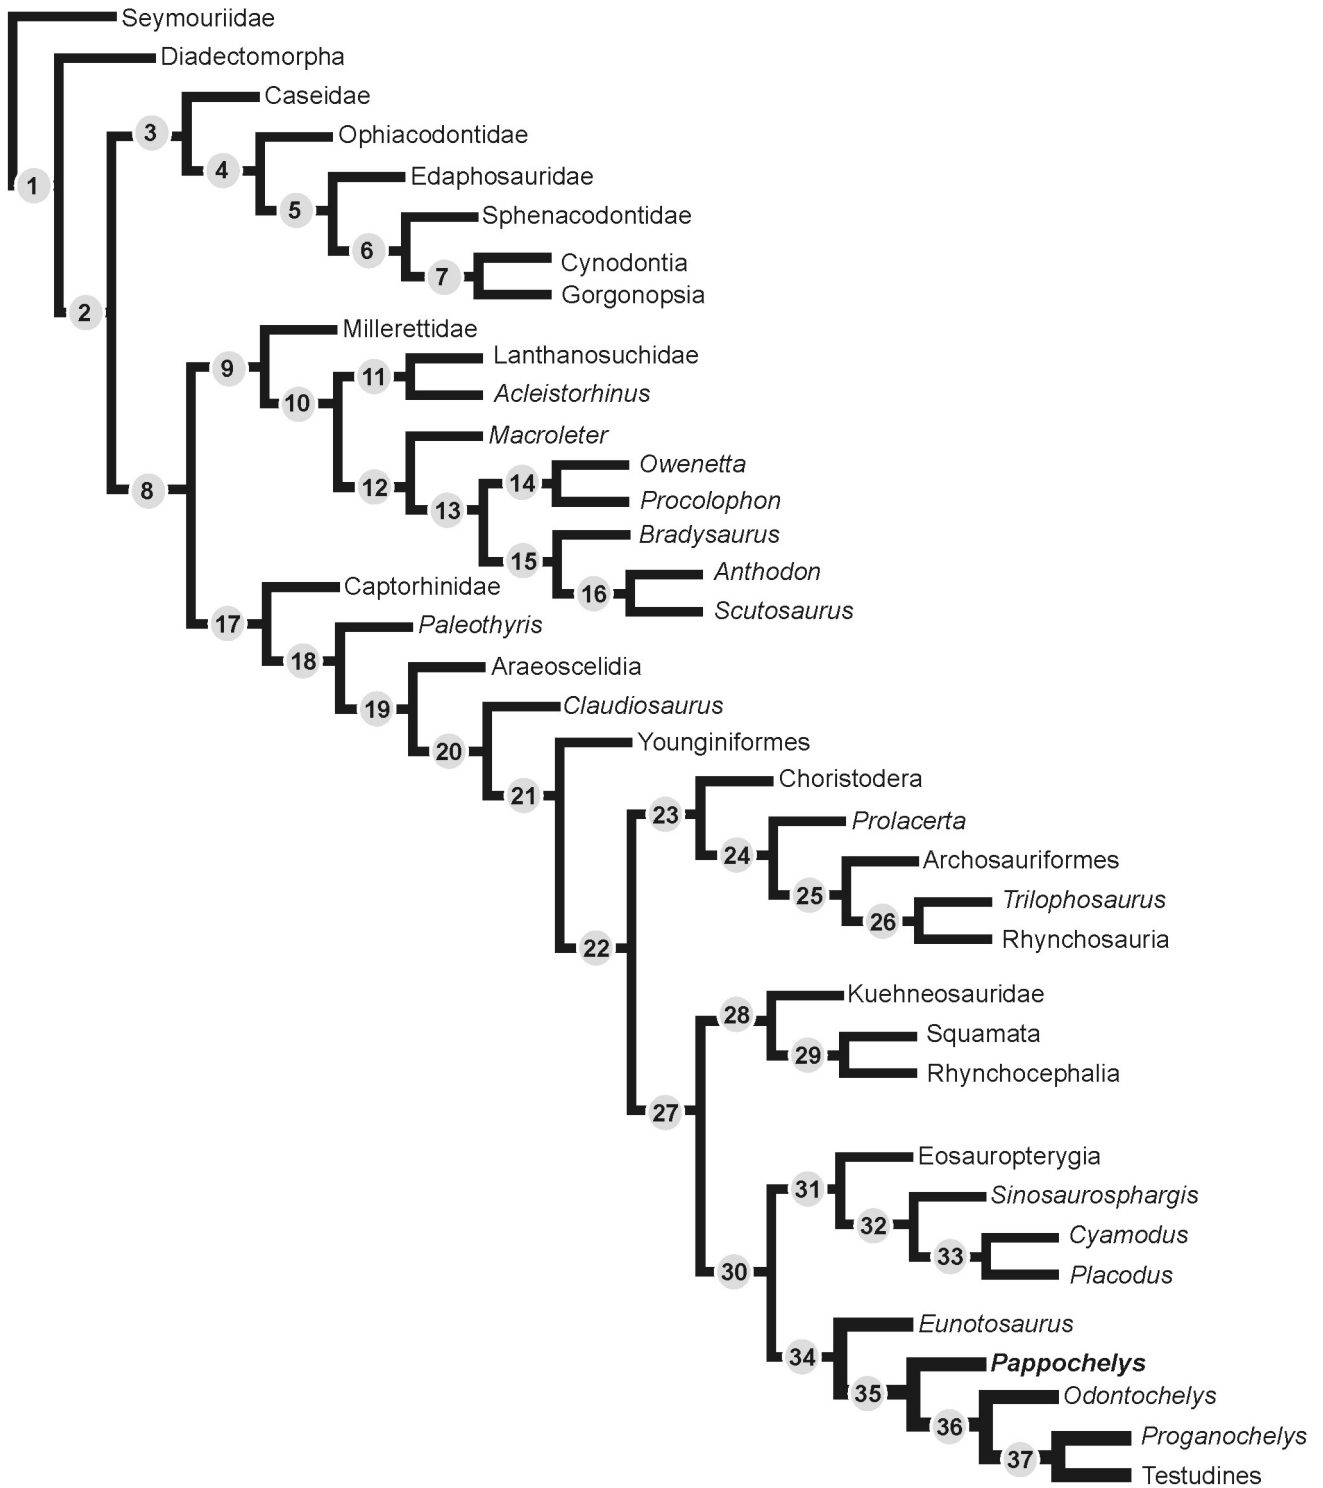 Seymouriidae
Diadectomorpha
Caseidae
3
Ophiacodontidae
4
Edaphosauridae
1
5
Sphenacodontidae
6
Cynodontia
7
Gorgonopsia
2
Millerettidae
Lanthanosuchidae
9
11
Acleistorhinus
10
Macroleter
Owenetta
14
8
12
Procolophon
13
Bradysaurus
15
Anthodon
Captorhinidae
16
Scutosaurus
17
Paleothyris
18
Araeoscelidia
19
Claudiosaurus
Younginiformes
20
Choristodera
21
23
Prolacerta
24
Archosauriformes
25
Trilophosaurus
26
Rhynchosauria
22
Kuehneosauridae
28
Squamata
29
Rhynchocephalia
27
Eosauropterygia
31
Sinosaurosphargis
32
Cyamodus
33
30
Placodus
Eunotosaurus
34
Pappochelys
35
Odontochelys
36
Proganochelys
37
Testudines